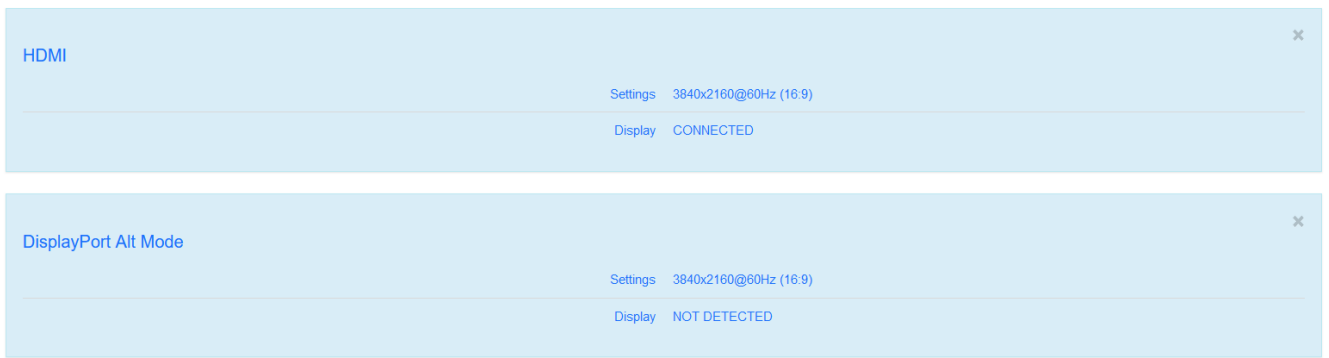 HDMI
Settings 3840x2160@60Hz (16:9)
Display CONNECTED
DisplayPort Alt Mode
Settings 3840x2160@60Hz (16:9)
Display NOT DETECTED